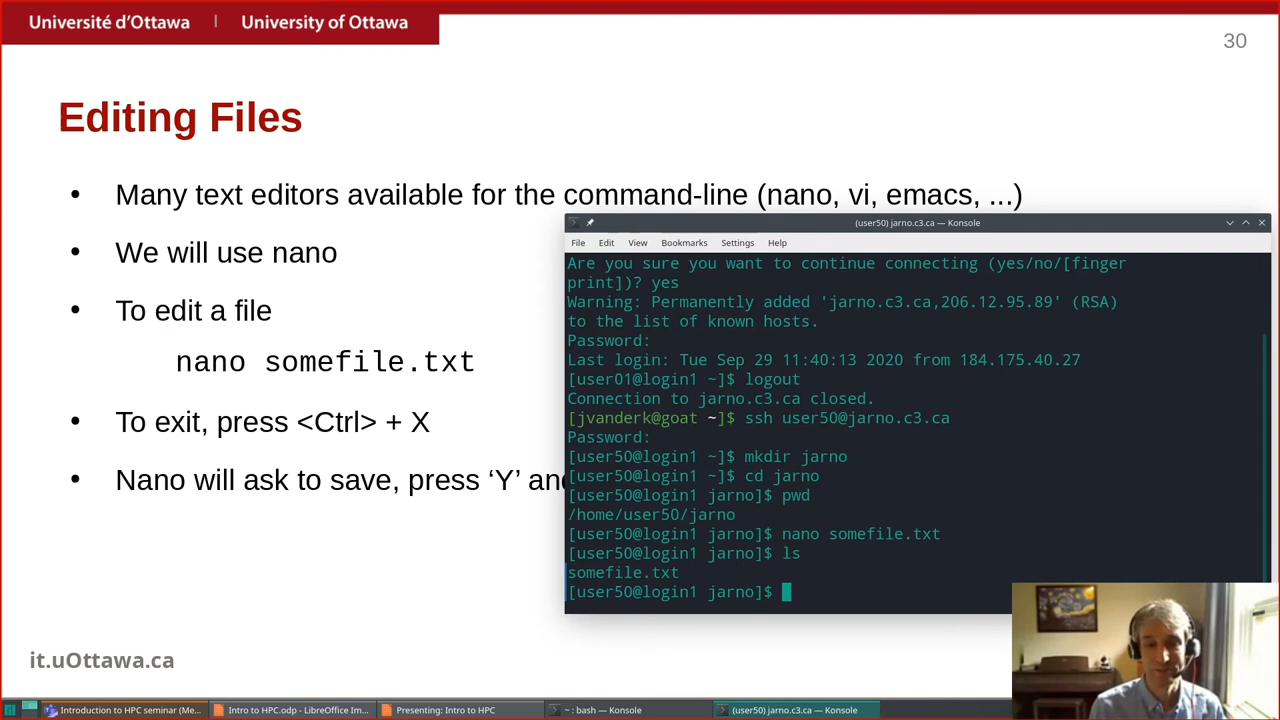 Université d'Ottawa | University of Ottawa
30
Editing Files
• Many text editors available for the command-line (nano, vi, emacs, ...)
• We will use nano
• To edit a file
nano somefile.txt
• To exit, press <Ctrl> + X
• Nano will ask to save, press ‘Y’ an
it.uOttawa.ca
(user50) jarno.c3.ca — Konsole
File Edit View Bookmarks Settings Help
Are you sure you want to continue connecting (yes/no/[finger
print])? yes
Warning: Permanently added 'jarno.c3.ca,206.12.95.89' (RSA)
to the list of known hosts.
Password:
Last login: Tue Sep 29 11:40:13 2020 from 184.175.40.27
[user01@login1 ~]$ logout
Connection to jarno.c3.ca closed.
[jvanderk@goat ~]$ ssh user50@jarno.c3.ca
Password:
[user50@login1 ~]$ mkdir jarno
[user50@login1 ~]$ cd jarno
[user50@login1 jarno]$ pwd
/home/user50/jarno
[user50@login1 jarno]$ nano somefile.txt
[user50@login1 jarno]$ ls
somefile.txt
[user50@login1 jarno]$
Introduction to HPC seminar (Me... Intro to HPC.odp - LibreOffice Im... Presenting: Intro to HPC ~ : bash — Konsole (user50) jarno.c3.ca — Konsole